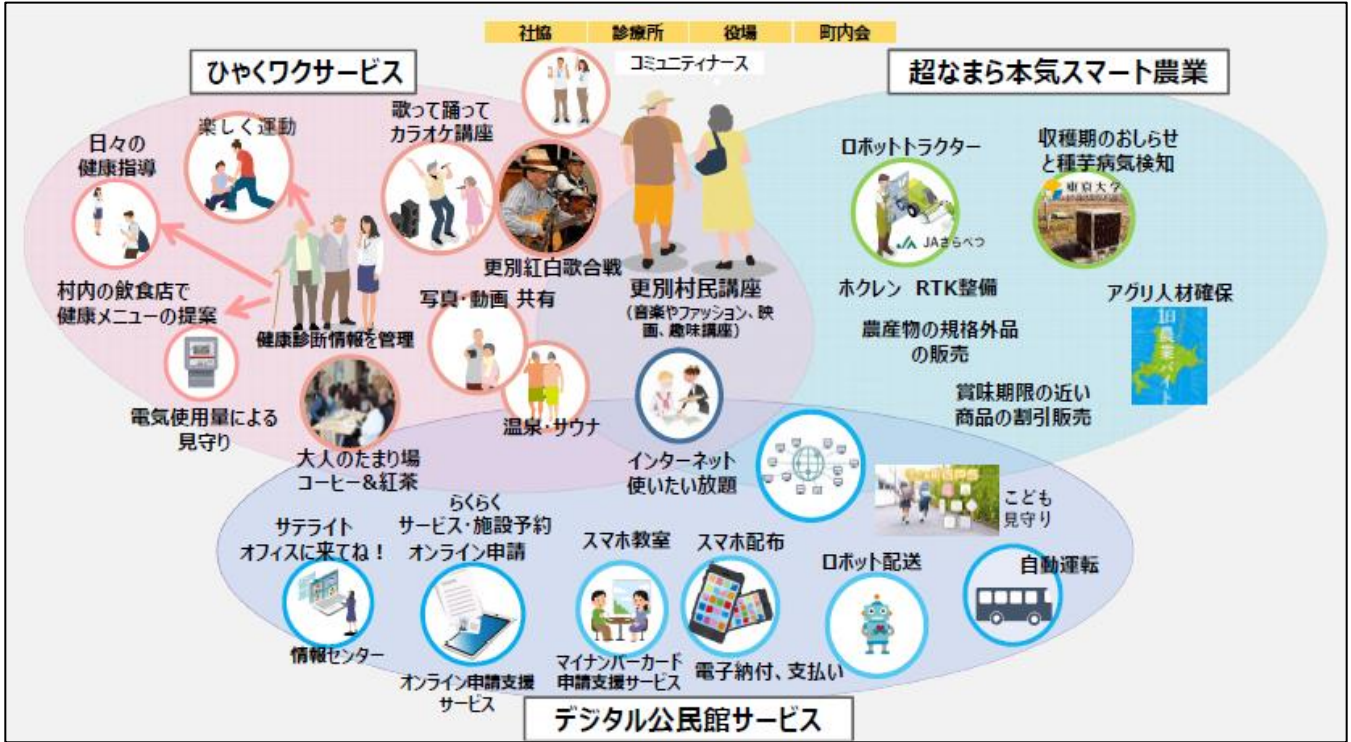 社協
診療所
役場
町内会
コミュニティナース
ひゃくワクサービス
超なまら本気スマート農業
日々の
健康指導
楽しく運動
歌って踊って
カラオケ講座
更別紅白歌合戦
村内の飲食店で
健康メニューの提案
健康診断情報を管理
写真・動画 共有
電気使用量による
見守り
大人のたまり場
コーヒー&紅茶
温泉・サウナ
更別村民講座
(音楽やファッション、映
画、趣味講座)
インターネット
使いたい放題
ロボットトラクター
JAさらべつ
収穫期のおしらせ
と種芋病気検知
東京大学
ホクレン RTK整備
農産物の規格外品
の販売
アグリ人材確保
農業バイト
賞味期限の近い
商品の割引販売
こども
見守り
サテライト
オフィスに来てね!
情報センター
らくらく
サービス・施設予約
オンライン申請
オンライン申請支援
サービス
スマホ教室
マイナンバーカード
申請支援サービス
スマホ配布
電子納付、支払い
ロボット配送
自動運転
デジタル公民館サービス